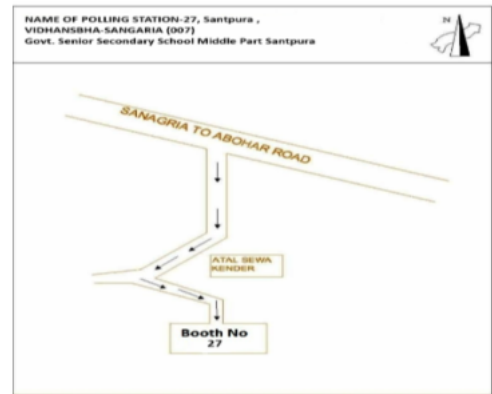 NAME OF POLLING STATION-27, Santpura ,
VIDHANSBHA-SANGARIA (007)
Govt. Senior Secondary School Middle Part Santpura
N
SANAGRIA TO ABOHAR ROAD
ATAL SEWA
KENDER
Booth No
27